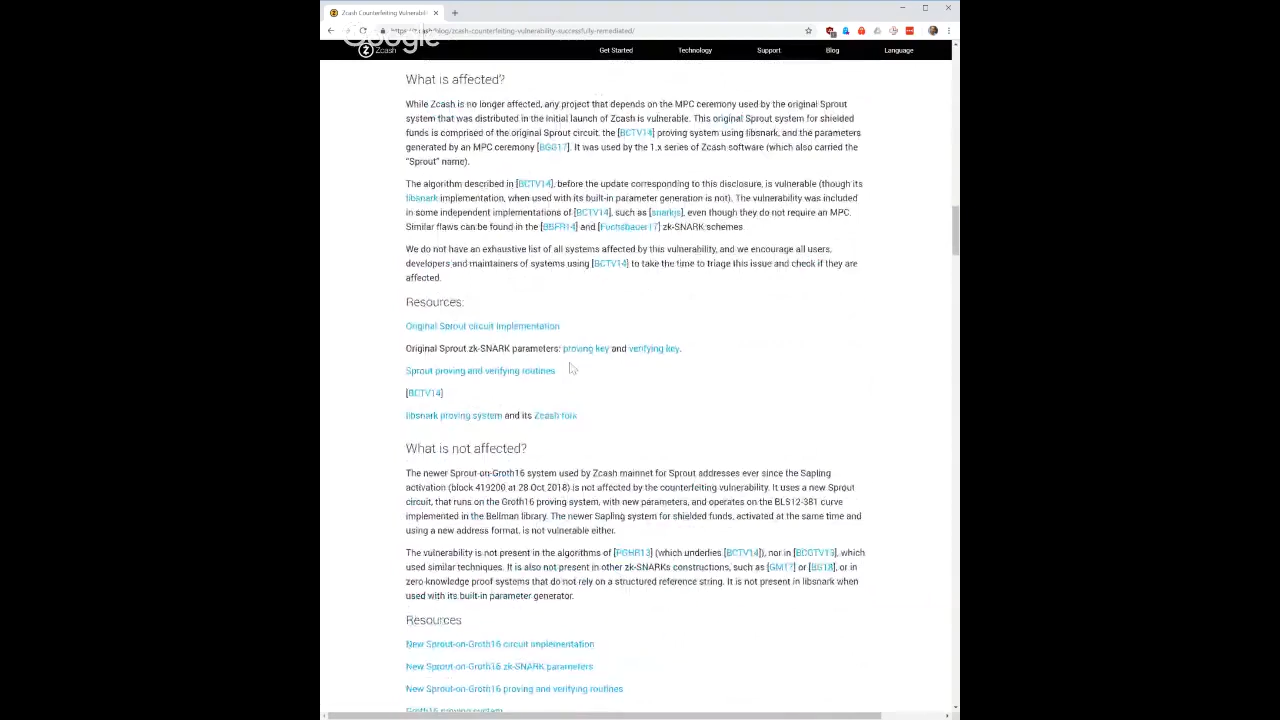 Zcash Counterfeiting Vulnerabilit
https://z.cash/blog/zcash-counterfeiting-vulnerability-successfully-remediated/
Google
Zcash
Get Started
Technology
Support
Blog
Language
What is affected?
While Zcash is no longer affected, any project that depends on the MPC ceremony used by the original Sprout
system that was distributed in the initial launch of Zcash is vulnerable. This original Sprout system for shielded
funds is comprised of the original Sprout circuit, the [BCTV14] proving system using libsnark, and the parameters
generated by an MPC ceremony [BGG17]. It was used by the 1.x series of Zcash software (which also carried the
"Sprout" name).
The algorithm described in [BCTV14], before the update corresponding to this disclosure, is vulnerable (though its
libsnark implementation, when used with its built-in parameter generation is not). The vulnerability was included
in some independent implementations of [BCTV14], such as [snarkjs], even though they do not require an MPC.
Similar flaws can be found in the [BBFR14] and [Fuchsbauer17] zk-SNARK schemes.
We do not have an exhaustive list of all systems affected by this vulnerability, and we encourage all users,
developers and maintainers of systems using [BCTV14] to take the time to triage this issue and check if they are
affected.
Resources:
Original Sprout circuit implementation
Original Sprout zk-SNARK parameters: proving key and verifying key.
Sprout proving and verifying routines
[BCTV14]
libsnark proving system and its Zcash fork
What is not affected?
The newer Sprout-on-Groth16 system used by Zcash mainnet for Sprout addresses ever since the Sapling
activation (block 419200 at 28 Oct 2018) is not affected by the counterfeiting vulnerability. It uses a new Sprout
circuit, that runs on the Groth16 proving system, with new parameters, and operates on the BLS12-381 curve
implemented in the Bellman library. The newer Sapling system for shielded funds, activated at the same time and
using a new address format, is not vulnerable either.
The vulnerability is not present in the algorithms of [PGHR13] (which underlies [BCTV14]), nor in [BCGTV13], which
used similar techniques. It is also not present in other zk-SNARKs constructions, such as [GM17] or [BG18], or in
zero-knowledge proof systems that do not rely on a structured reference string. It is not present in libsnark when
used with its built-in parameter generator.
Resources
New Sprout-on-Groth16 circuit implementation
New Sprout-on-Groth16 zk-SNARK parameters
New Sprout-on-Groth16 proving and verifying routines
Groth16 proving system